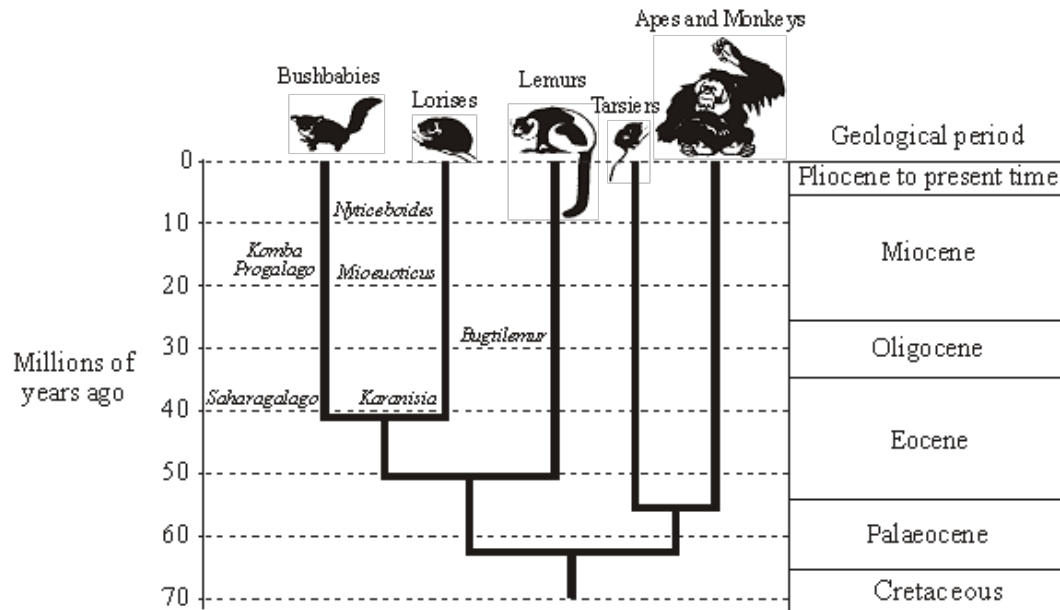 Apes and Monkeys
Bushbabies
Lorises
Lemurs
Tarsiers
Geological period
0
Pliocene to present time
Nyticeboides
10
Komba
Progalago
Mioeuoticus
Miocene
20
Bugtilemur
30
Oligocene
Millions of
years ago
Saharagalago
Karanisia
40
Eocene
50
60
Palaeocene
70
Cretaceous